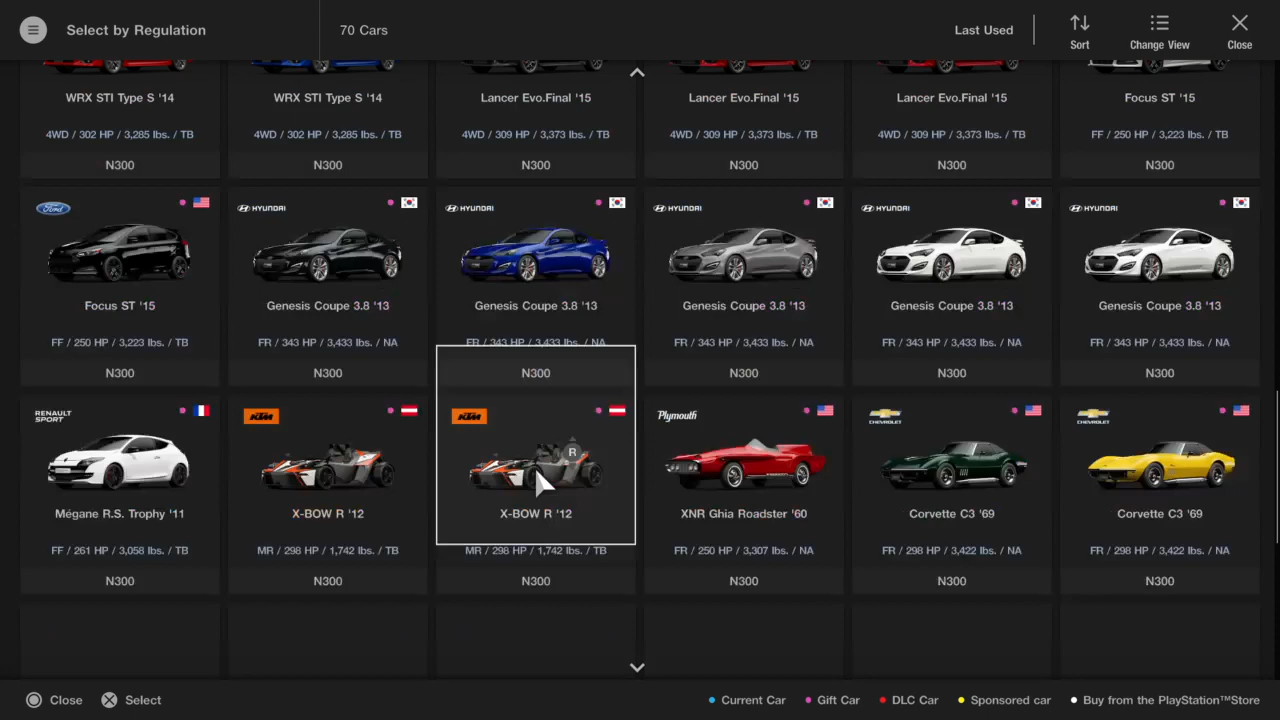 Select by Regulation
70 Cars
Last Used
Sort
Change View
Close
WRX STI Type S '14
WRX STI Type S '14
Lancer Evo.Final '15
Lancer Evo.Final '15
Lancer Evo.Final '15
Focus ST '15
4WD / 302 HP / 3,285 lbs. / TB
4WD / 302 HP / 3,285 lbs. / TB
4WD / 309 HP / 3,373 lbs. / TB
4WD / 309 HP / 3,373 lbs. / TB
4WD / 309 HP / 3,373 lbs. / TB
FF / 250 HP / 3,223 lbs. / TB
N300
N300
N300
N300
N300
N300
Ford
HYUNDAI
HYUNDAI
HYUNDAI
HYUNDAI
HYUNDAI
Focus ST '15
Genesis Coupe 3.8 '13
Genesis Coupe 3.8 '13
Genesis Coupe 3.8 '13
Genesis Coupe 3.8 '13
Genesis Coupe 3.8 '13
FF / 250 HP / 3,223 lbs. / TB
FR / 343 HP / 3,433 lbs. / NA
FR / 343 HP / 3,433 lbs. / NA
FR / 343 HP / 3,433 lbs. / NA
FR / 343 HP / 3,433 lbs. / NA
FR / 343 HP / 3,433 lbs. / NA
N300
N300
N300
N300
N300
N300
RENAULT
SPORT
KTM
KTM
Plymouth
CHEVROLET
CHEVROLET
R
Mégane R.S. Trophy '11
X-BOW R '12
X-BOW R '12
XNR Ghia Roadster '60
Corvette C3 '69
Corvette C3 '69
FF / 261 HP / 3,058 lbs. / TB
MR / 298 HP / 1,742 lbs. / TB
MR / 298 HP / 1,742 lbs. / TB
FR / 250 HP / 3,307 lbs. / NA
FR / 298 HP / 3,422 lbs. / NA
FR / 298 HP / 3,422 lbs. / NA
N300
N300
N300
N300
N300
N300
Close
Select
Current Car
Gift Car
DLC Car
Sponsored car
Buy from the PlayStation™Store